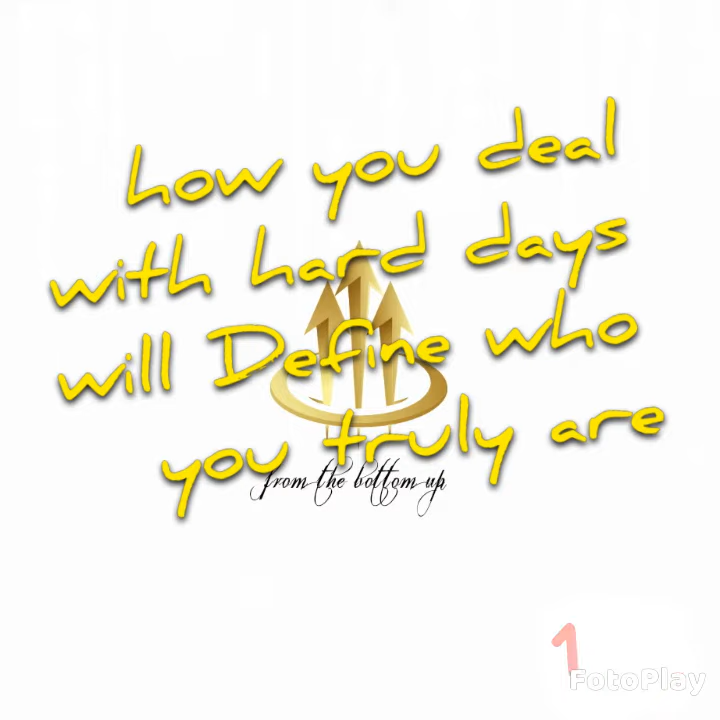 how you deal
with hard days
will Define who
you truly are
from the bottom up
1
FotoPlay